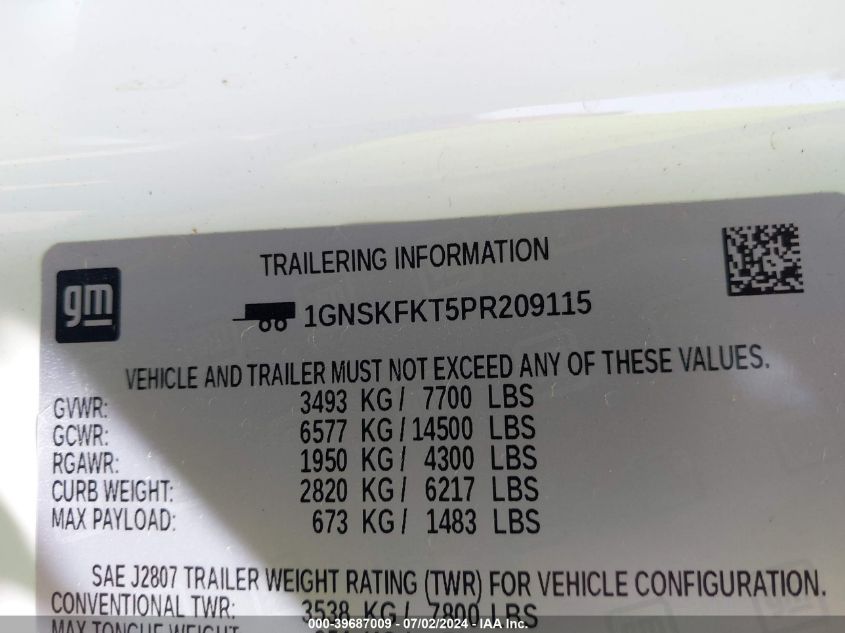 TRAILERING INFORMATION
gm
1GNSKFKT5PR209115
VEHICLE AND TRAILER MUST NOT EXCEED ANY OF THESE VALUES.
GVWR: 3493 KG / 7700 LBS
GCWR: 6577 KG/14500 LBS
RGAWR: 1950 KG / 4300 LBS
CURB WEIGHT: 2820 KG / 6217 LBS
MAX PAYLOAD: 673 KG / 1483 LBS
SAE J2807 TRAILER WEIGHT RATING (TWR) FOR VEHICLE CONFIGURATION.
CONVENTIONAL TWR: 3538 KG / 7800 LBS
MAX TONGUE WEIGHT:
000-39687009 - 07/02/2024 - IAA Inc.